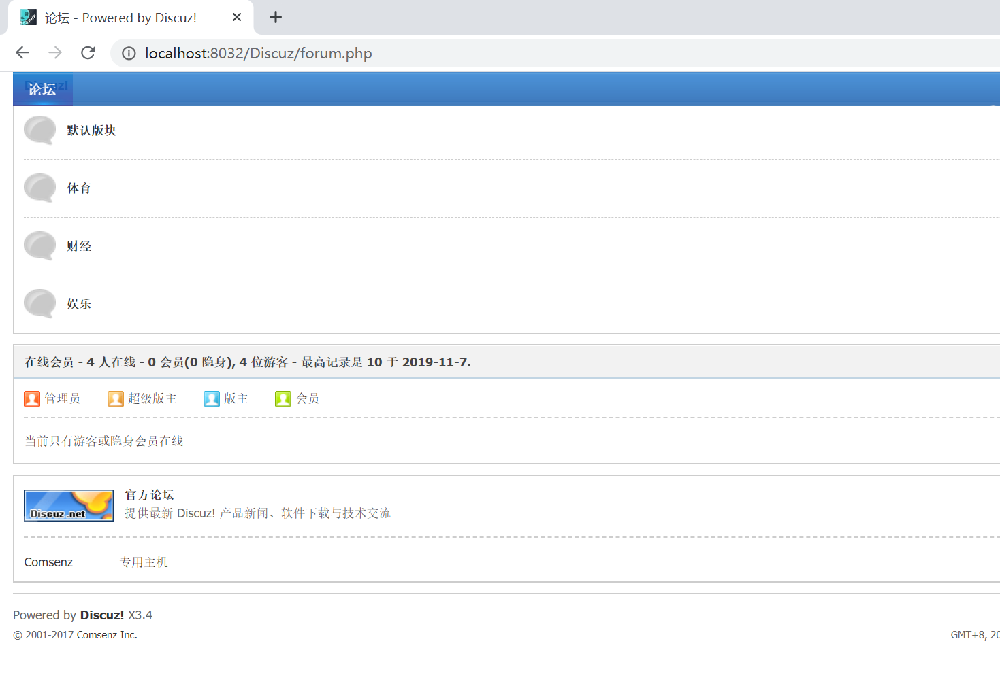 论坛 - Powered by Discuz!
localhost:8032/Discuz/forum.php
Discuz!
论坛
默认版块
体育
财经
娱乐
在线会员 - 4 人在线 - 0 会员(0 隐身), 4 位游客 - 最高记录是 10 于 2019-11-7.
管理员 超级版主 版主 会员
当前只有游客或隐身会员在线
Discuz.net
官方论坛
提供最新 Discuz! 产品新闻、软件下载与技术交流
Comsenz 专用主机
Powered by Discuz! X3.4
© 2001-2017 Comsenz Inc.
GMT+8, 20